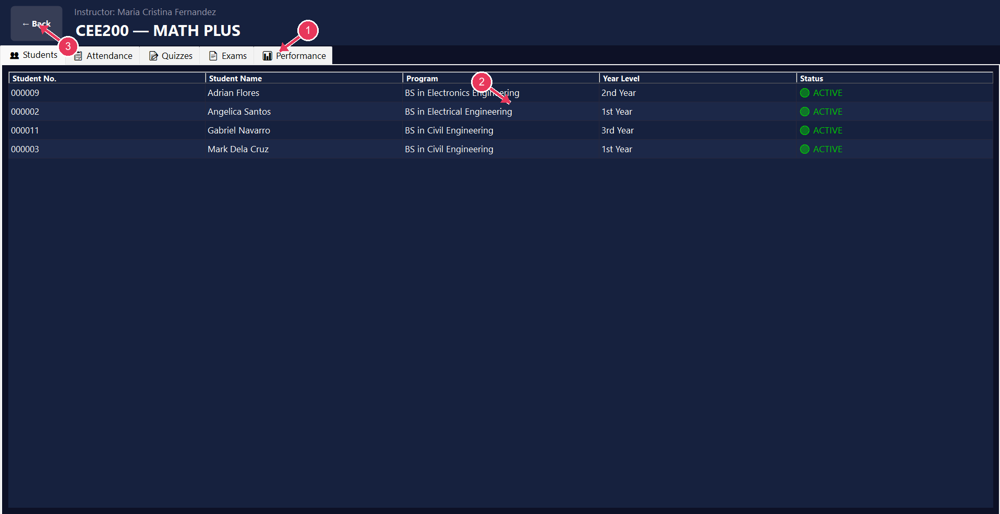 ← Back
Instructor: Maria Cristina Fernandez
CEE200 — MATH PLUS
1
3
Students Attendance Quizzes Exams Performance
2
Student No. Student Name Program Year Level Status
000009 Adrian Flores BS in Electronics Engineering 2nd Year ACTIVE
000002 Angelica Santos BS in Electrical Engineering 1st Year ACTIVE
000011 Gabriel Navarro BS in Civil Engineering 3rd Year ACTIVE
000003 Mark Dela Cruz BS in Civil Engineering 1st Year ACTIVE